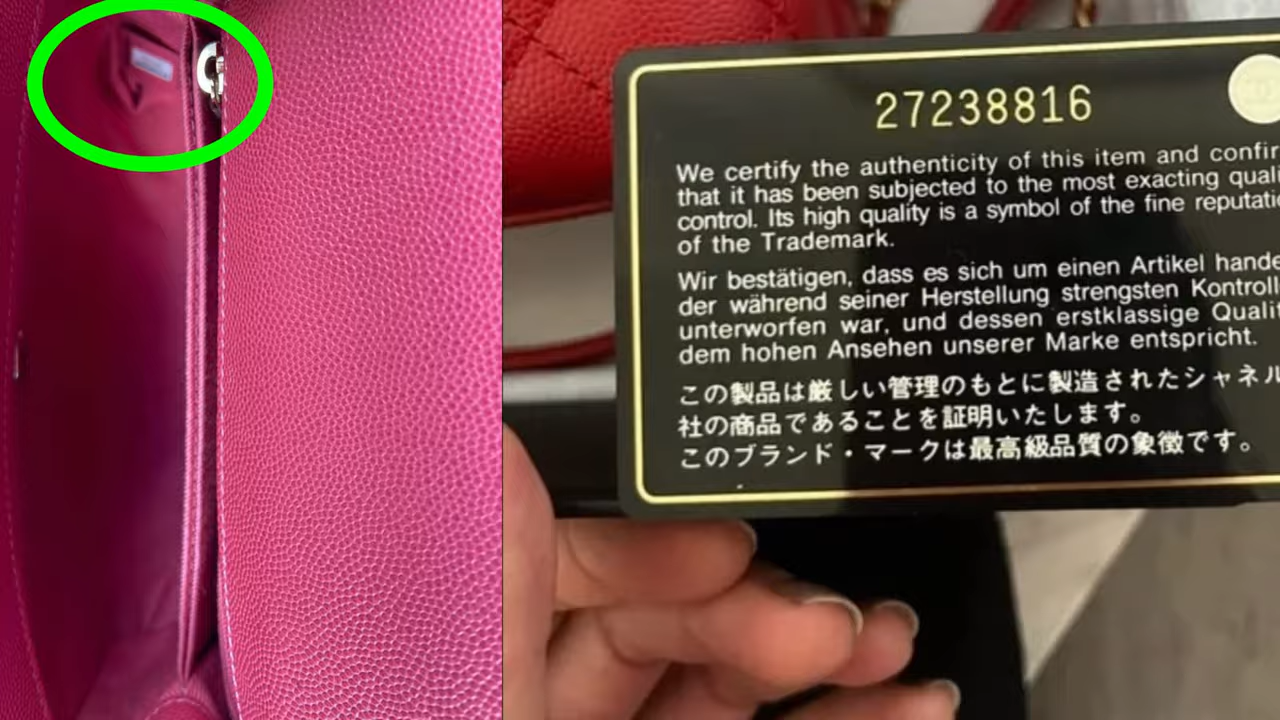 27238816
We certify the authenticity of this item and confir
that it has been subjected to the most exacting quali
control. Its high quality is a symbol of the fine reputati
of the Trademark.
Wir bestätigen, dass es sich um einen Artikel hande
der während seiner Herstellung strengsten Kontroll
unterworfen war, und dessen erstklassige Qualit
dem hohen Ansehen unserer Marke entspricht.
この製品は厳しい管理のもとに製造されたシャネル
社の商品であることを証明いたします。
このブランド・マークは最高級品質の象徴です。